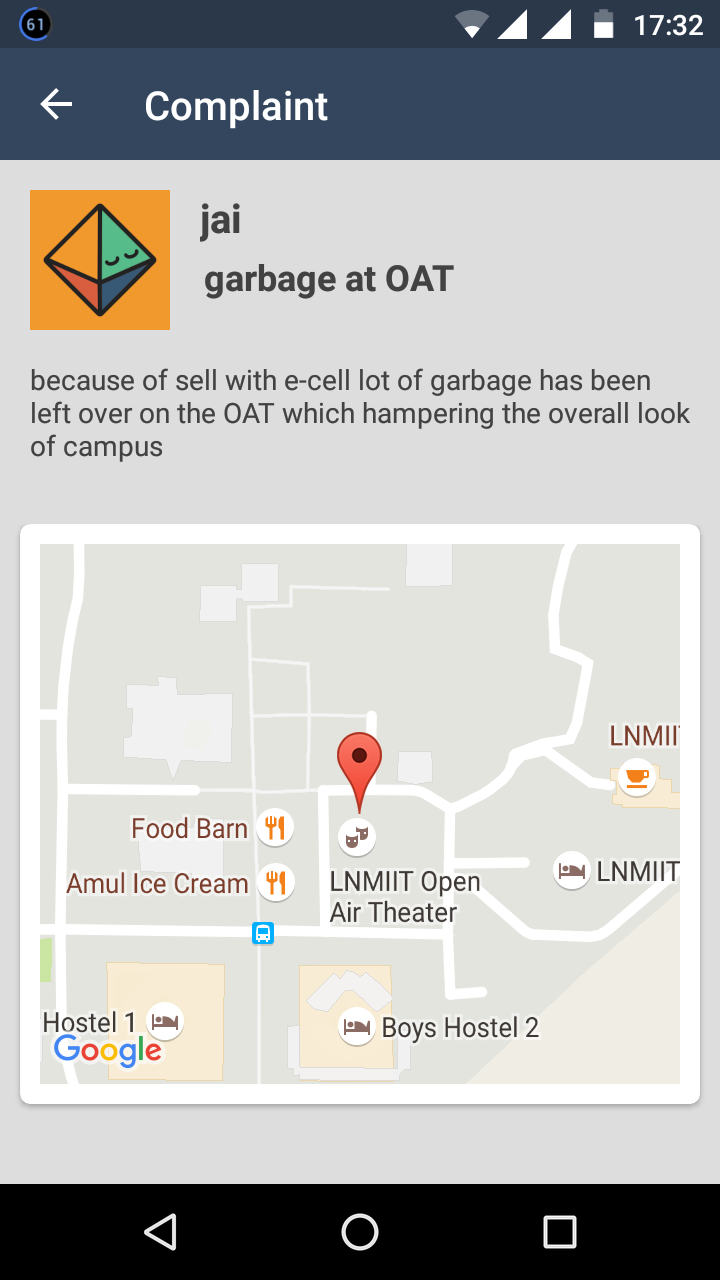 61
17:32
Complaint
jai
garbage at OAT
because of sell with e-cell lot of garbage has been
left over on the OAT which hampering the overall look
of campus
LNMIIT
Food Barn
Amul Ice Cream
LNMIIT Open
Air Theater
LNMIIT
Hostel 1
Boys Hostel 2
Google